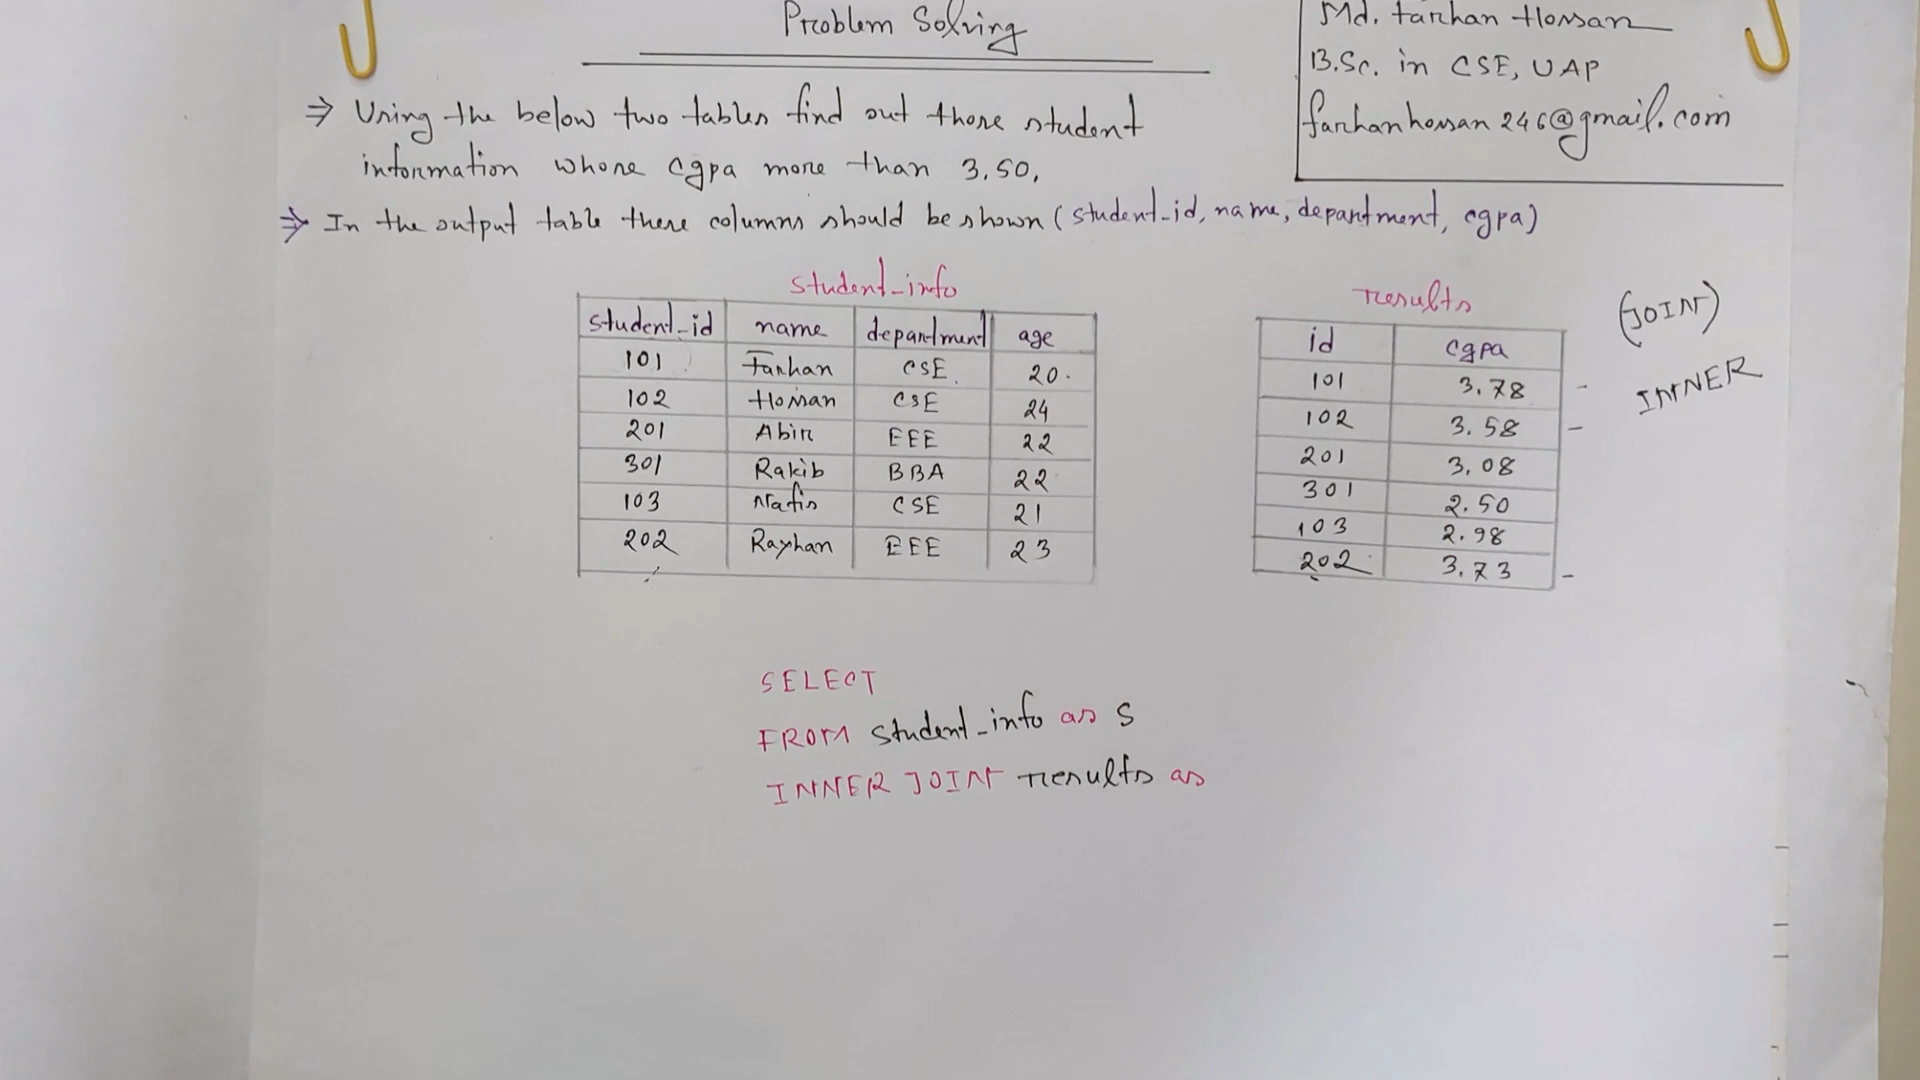 Problem Solving
Md. Farhan Hossan
B.Sc. in CSE, UAP
farhanhossan246@gmail.com
⇒ Using the below two tables find out those student
information whose cgpa more than 3.50.
⇒ In the output table these columns should be shown (student_id, name, department, cgpa)
student_info
student_id name department age
101 Farhan CSE 20
102 Hossan CSE 24
201 Abir EEE 22
301 Rakib BBA 22
103 Nafis CSE 21
202 Rayhan EEE 23
results
id cgpa
101 3.78
102 3.58
201 3.08
301 2.50
103 2.98
202 3.73
(JOIN)
INNER
SELECT
FROM student_info as s
INNER JOIN results as